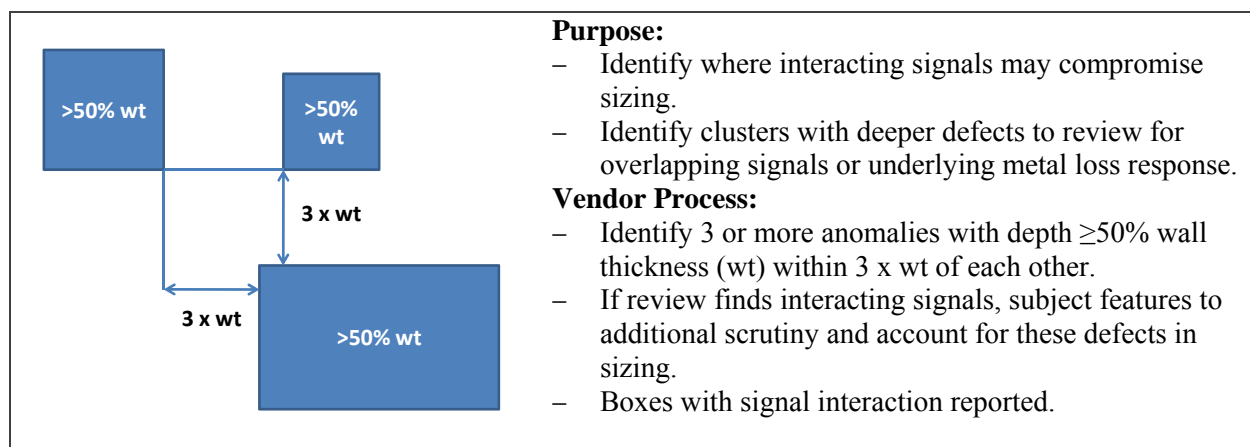 >50% wt
>50%
wt
3 x wt
3 x wt
>50% wt
Purpose:
– Identify where interacting signals may compromise
sizing.
– Identify clusters with deeper defects to review for
overlapping signals or underlying metal loss response.
Vendor Process:
– Identify 3 or more anomalies with depth ≥50% wall
thickness (wt) within 3 x wt of each other.
– If review finds interacting signals, subject features to
additional scrutiny and account for these defects in
sizing.
– Boxes with signal interaction reported.